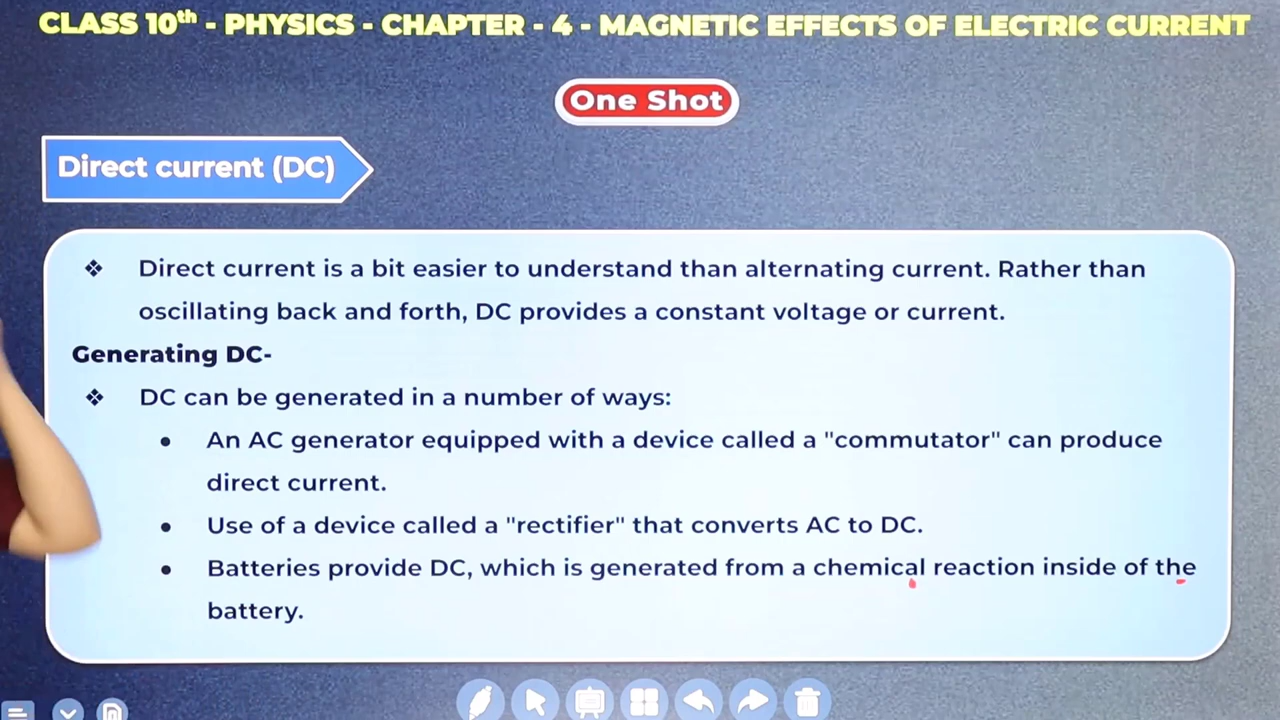 CLASS 10th - PHYSICS - CHAPTER - 4 - MAGNETIC EFFECTS OF ELECTRIC CURRENT
One Shot
Direct current (DC)
❖ Direct current is a bit easier to understand than alternating current. Rather than
oscillating back and forth, DC provides a constant voltage or current.
Generating DC-
❖ DC can be generated in a number of ways:
• An AC generator equipped with a device called a "commutator" can produce
direct current.
• Use of a device called a "rectifier" that converts AC to DC.
• Batteries provide DC, which is generated from a chemical reaction inside of the
battery.